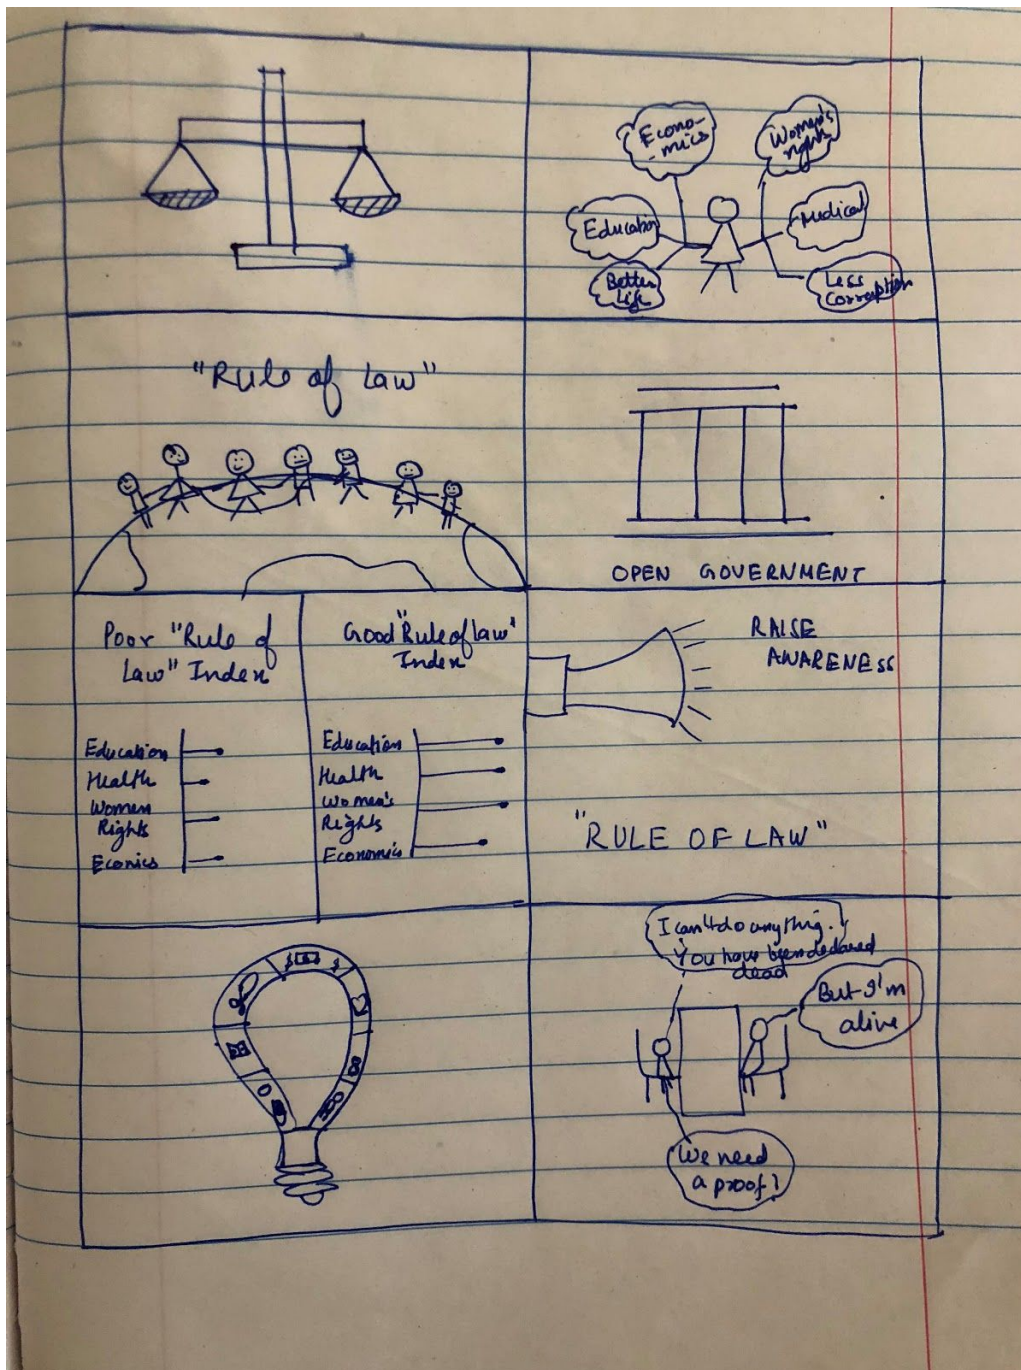 Econo-
-mics
Women's
rights
Education
Medical
Better
Life
Less
corruption
"Rule of Law"
OPEN GOVERNMENT
Poor "Rule of
Law" Index
Education
Health
Women
Rights
Econics
Good "Rule of law"
Index
Education
Health
Women's
Rights
Economics
RAISE
AWARENESS
"RULE OF LAW"
I can't do anything.
You have been declared
dead
But I'm
alive
We need
a proof!